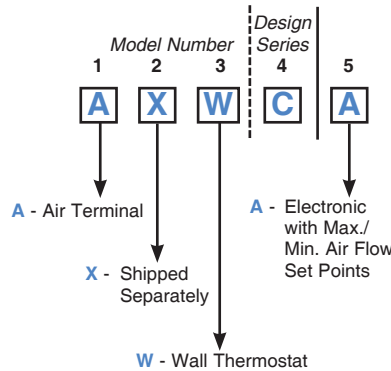 Design
Model Number Series
1 2 3 4 5
A X W C A
A - Air Terminal
A - Electronic
with Max./
Min. Air Flow
Set Points
X - Shipped
Separately
W - Wall Thermostat